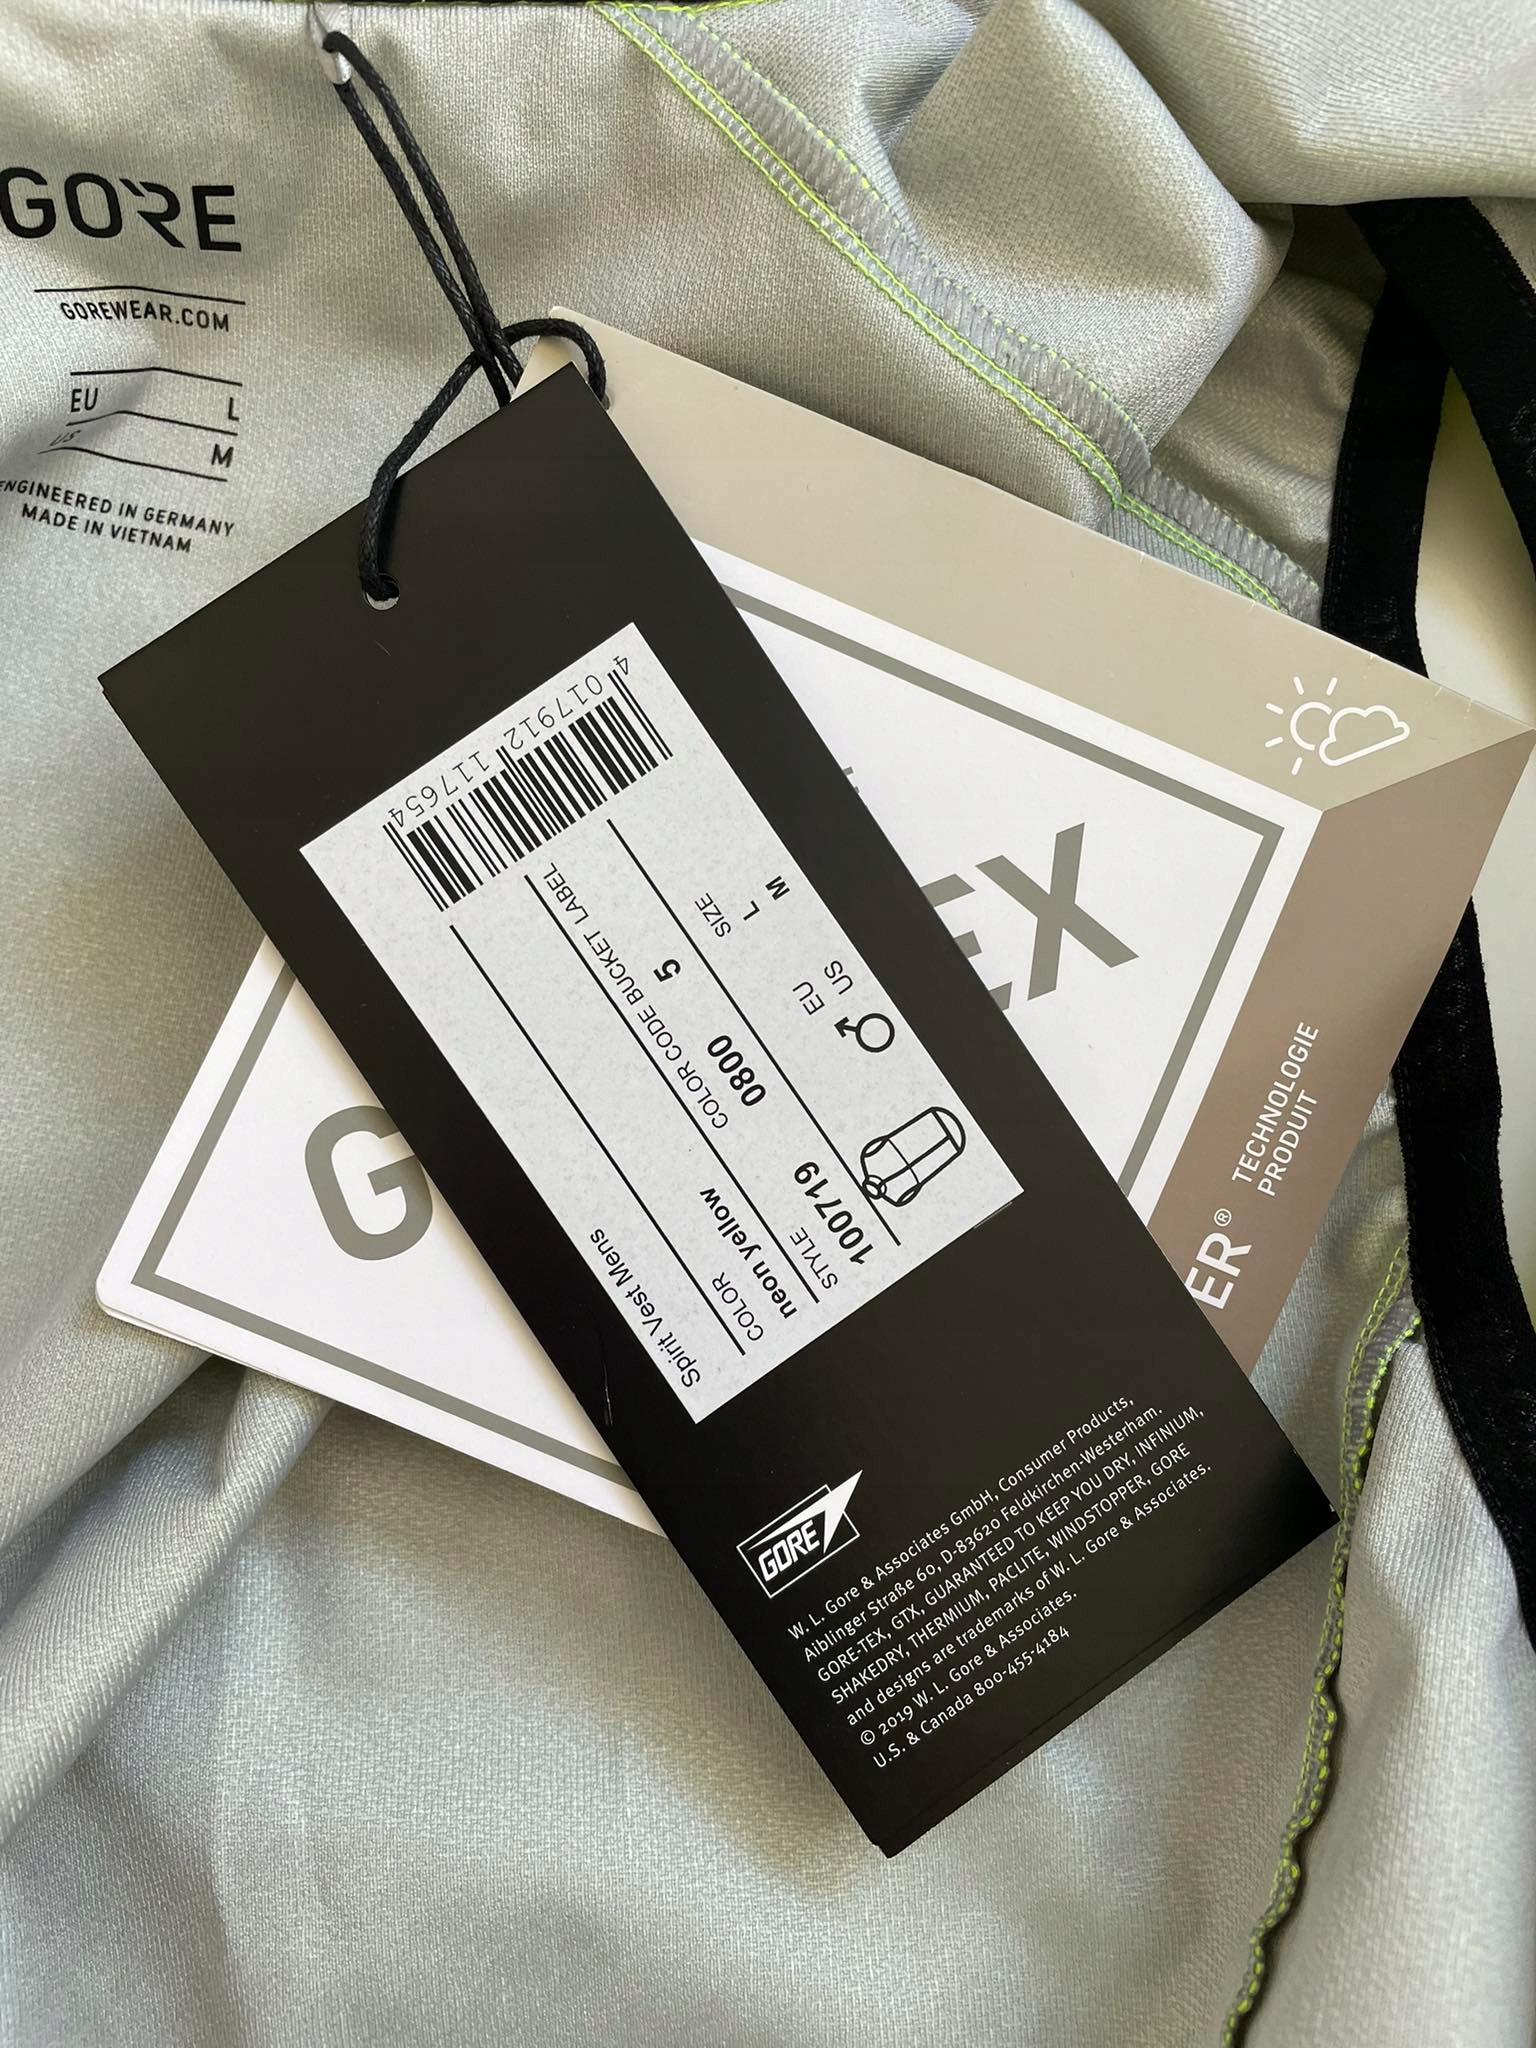 GORE
GOREWEAR.COM
EU L
US M
ENGINEERED IN GERMANY
MADE IN VIETNAM
4 017912 117654
Spirit Vest Mens
COLOR
neon yellow
COLOR CODE BUCKET LABEL
0800 5
STYLE
100719
SIZE
EU L
US M
GORE
W. L. Gore & Associates GmbH, Consumer Products,
Aiblinger Straße 60, D-83620 Feldkirchen-Westerham.
GORE-TEX, GTX, GUARANTEED TO KEEP YOU DRY, INFINIUM,
SHAKEDRY, THERMIUM, PACLITE, WINDSTOPPER, GORE
and designs are trademarks of W. L. Gore & Associates.
© 2019 W. L. Gore & Associates.
U.S. & Canada 800-455-4184
G EX
ER®
TECHNOLOGIE
PRODUIT